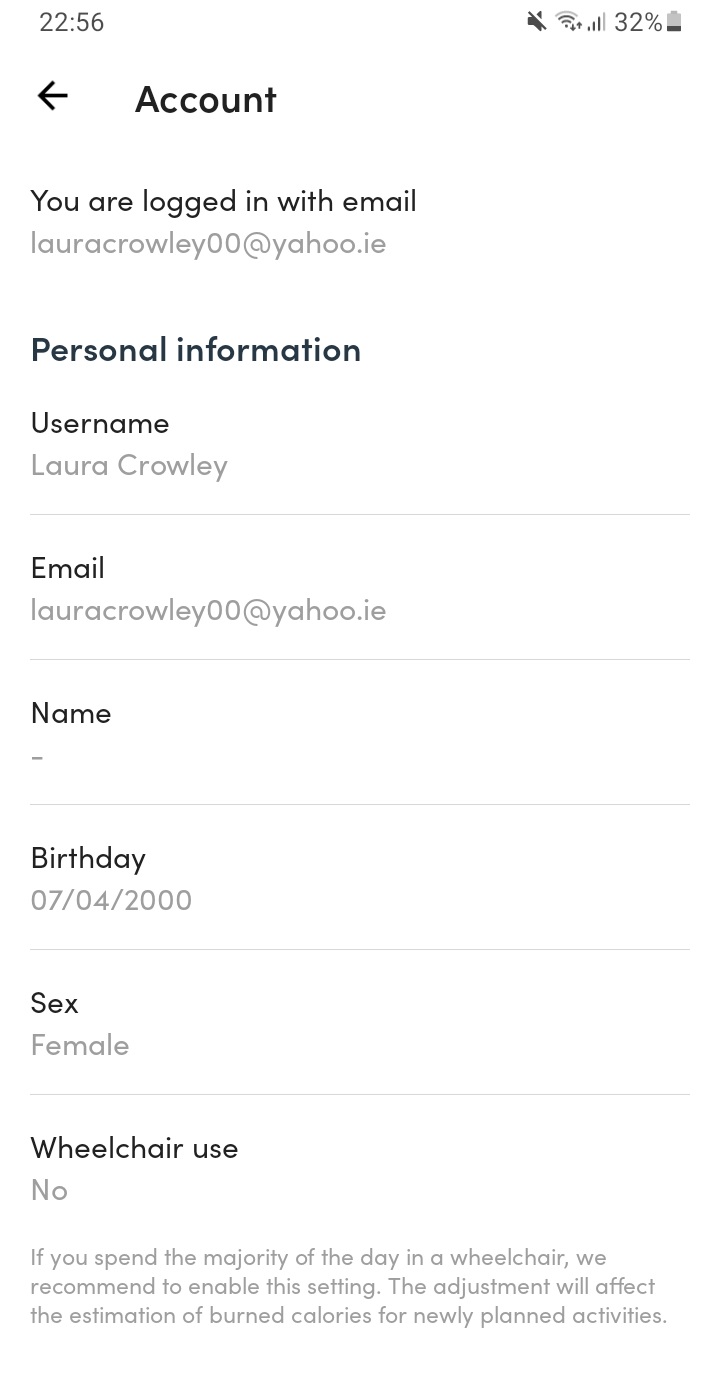 22:56
32%
Account
You are logged in with email
lauracrowley00@yahoo.ie
Personal information
Username
Laura Crowley
Email
lauracrowley00@yahoo.ie
Name
-
Birthday
07/04/2000
Sex
Female
Wheelchair use
No
If you spend the majority of the day in a wheelchair, we
recommend to enable this setting. The adjustment will affect
the estimation of burned calories for newly planned activities.